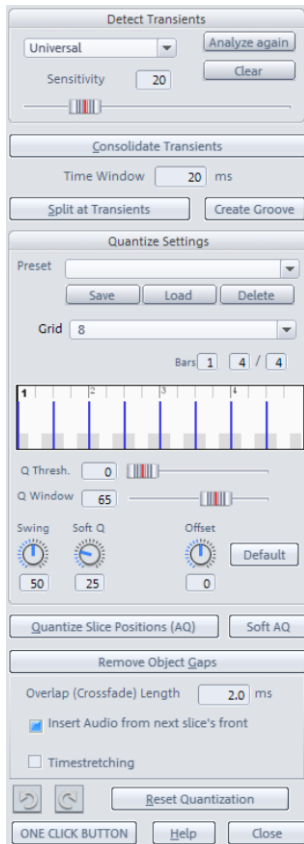 Detect Transients
Universal Analyze again
Sensitivity 20 Clear
Consolidate Transients
Time Window 20 ms
Split at Transients Create Groove
Quantize Settings
Preset
Save Load Delete
Grid 8
Bars 1 4 / 4
1 2 3 4
Q Thresh. 0
Q Window 65
Swing Soft Q Offset
Default
50 25 0
Quantize Slice Positions (AQ) Soft AQ
Remove Object Gaps
Overlap (Crossfade) Length 2.0 ms
Insert Audio from next slice's front
Timestretching
Reset Quantization
ONE CLICK BUTTON Help Close